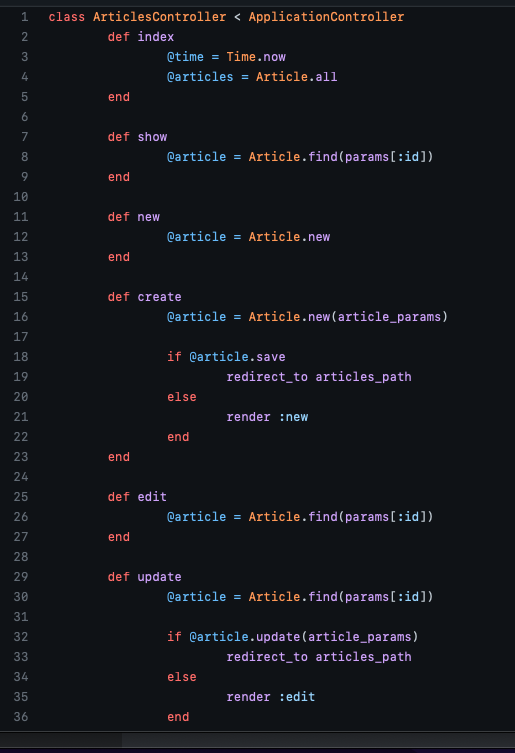 1 class ArticlesController < ApplicationController
2 def index
3 @time = Time.now
4 @articles = Article.all
5 end
6
7 def show
8 @article = Article.find(params[:id])
9 end
10
11 def new
12 @article = Article.new
13 end
14
15 def create
16 @article = Article.new(article_params)
17
18 if @article.save
19 redirect_to articles_path
20 else
21 render :new
22 end
23 end
24
25 def edit
26 @article = Article.find(params[:id])
27 end
28
29 def update
30 @article = Article.find(params[:id])
31
32 if @article.update(article_params)
33 redirect_to articles_path
34 else
35 render :edit
36 end